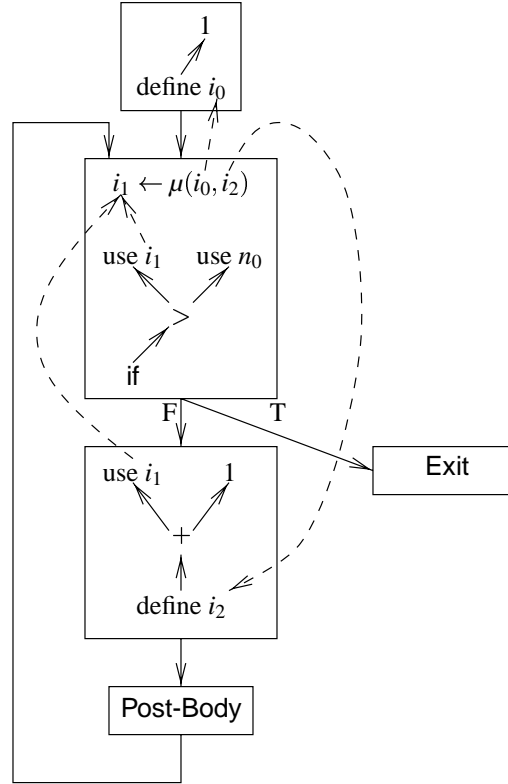 1
define i₀
i₁ ← μ(i₀, i₂)
use i₁ use n₀
>
if
F T
Exit
use i₁ 1
+
define i₂
Post-Body